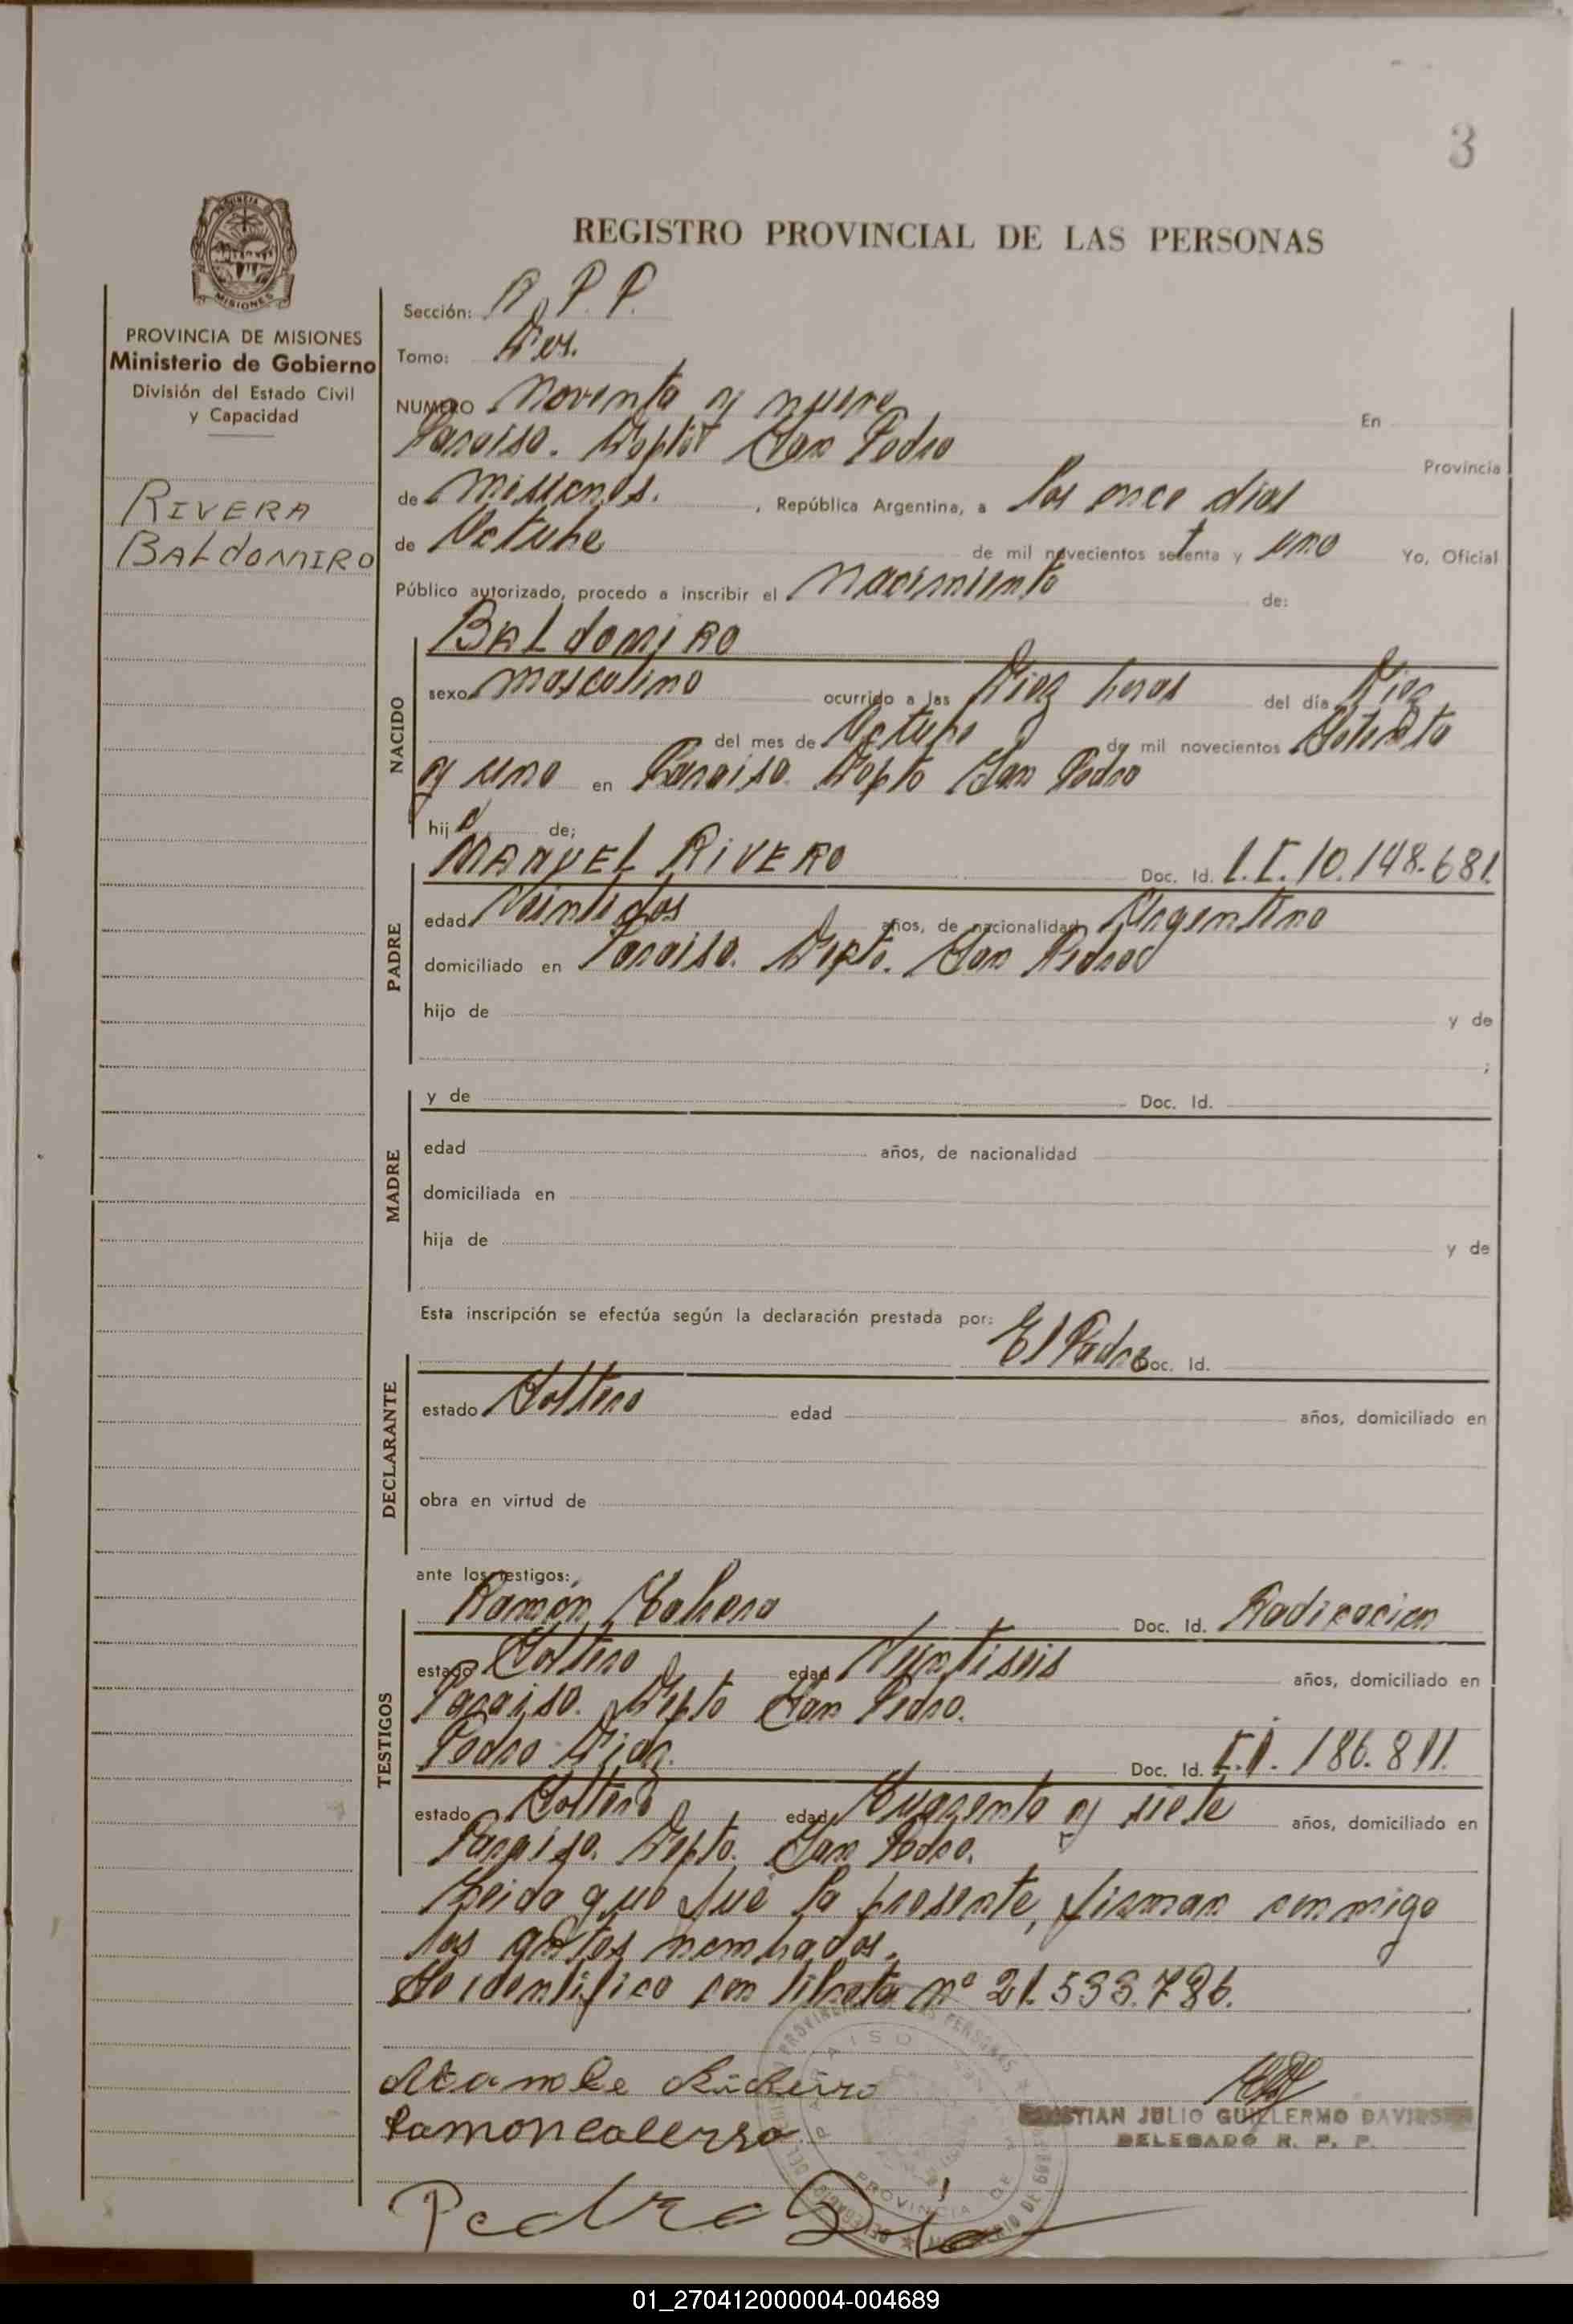 3
REGISTRO PROVINCIAL DE LAS PERSONAS
PROVINCIA DE MISIONES
Ministerio de Gobierno
División del Estado Civil
y Capacidad
RIVERA
BALDOMIRO
Sección: R. P. P.
Tomo:
NUMERO Noventa y nueve En
Paraiso. Depto San Pedro Provincia
de Misiones. , República Argentina, a los once dias
de Octubre de mil novecientos setenta y uno Yo, Oficial
Público autorizado, procedo a inscribir el Nacimiento de:
NACIDO
BALDOMIRO
sexo masculino ocurrido a las Diez horas del día Diez
del mes de Octubre de mil novecientos Setenta
y uno en Paraiso. Depto San Pedro
hijo de;
PADRE
MANUEL RIVERO Doc. Id. L.I. 10.148.681.
edad Veintidos años, de nacionalidad Argentino
domiciliado en Paraiso. Depto. San Pedro
hijo de y de
;
MADRE
y de Doc. Id.
edad años, de nacionalidad
domiciliada en
hija de y de
Esta inscripción se efectúa según la declaración prestada por:
DECLARANTE
El Padre Doc. Id.
estado Soltero edad años, domiciliado en
obra en virtud de
ante los testigos:
TESTIGOS
Ramón Doc. Id. Radicacion
estado Soltero edad Veintiseis años, domiciliado en
Paraiso. Depto San Pedro.
Pedro Diaz. Doc. Id. 186.811.
estado Soltero edad Cuarenta y siete años, domiciliado en
Paraiso. Depto. San Pedro.
Leida que fué la presente, firman conmigo
los antes nombrados.
Se identifico con libreta nº 21.533.786.
Ramon
CRISTIAN JULIO GUILLERMO DAVIDSEN
DELEGADO R. P. P.
Pedro Diaz
01_270412000004-004689